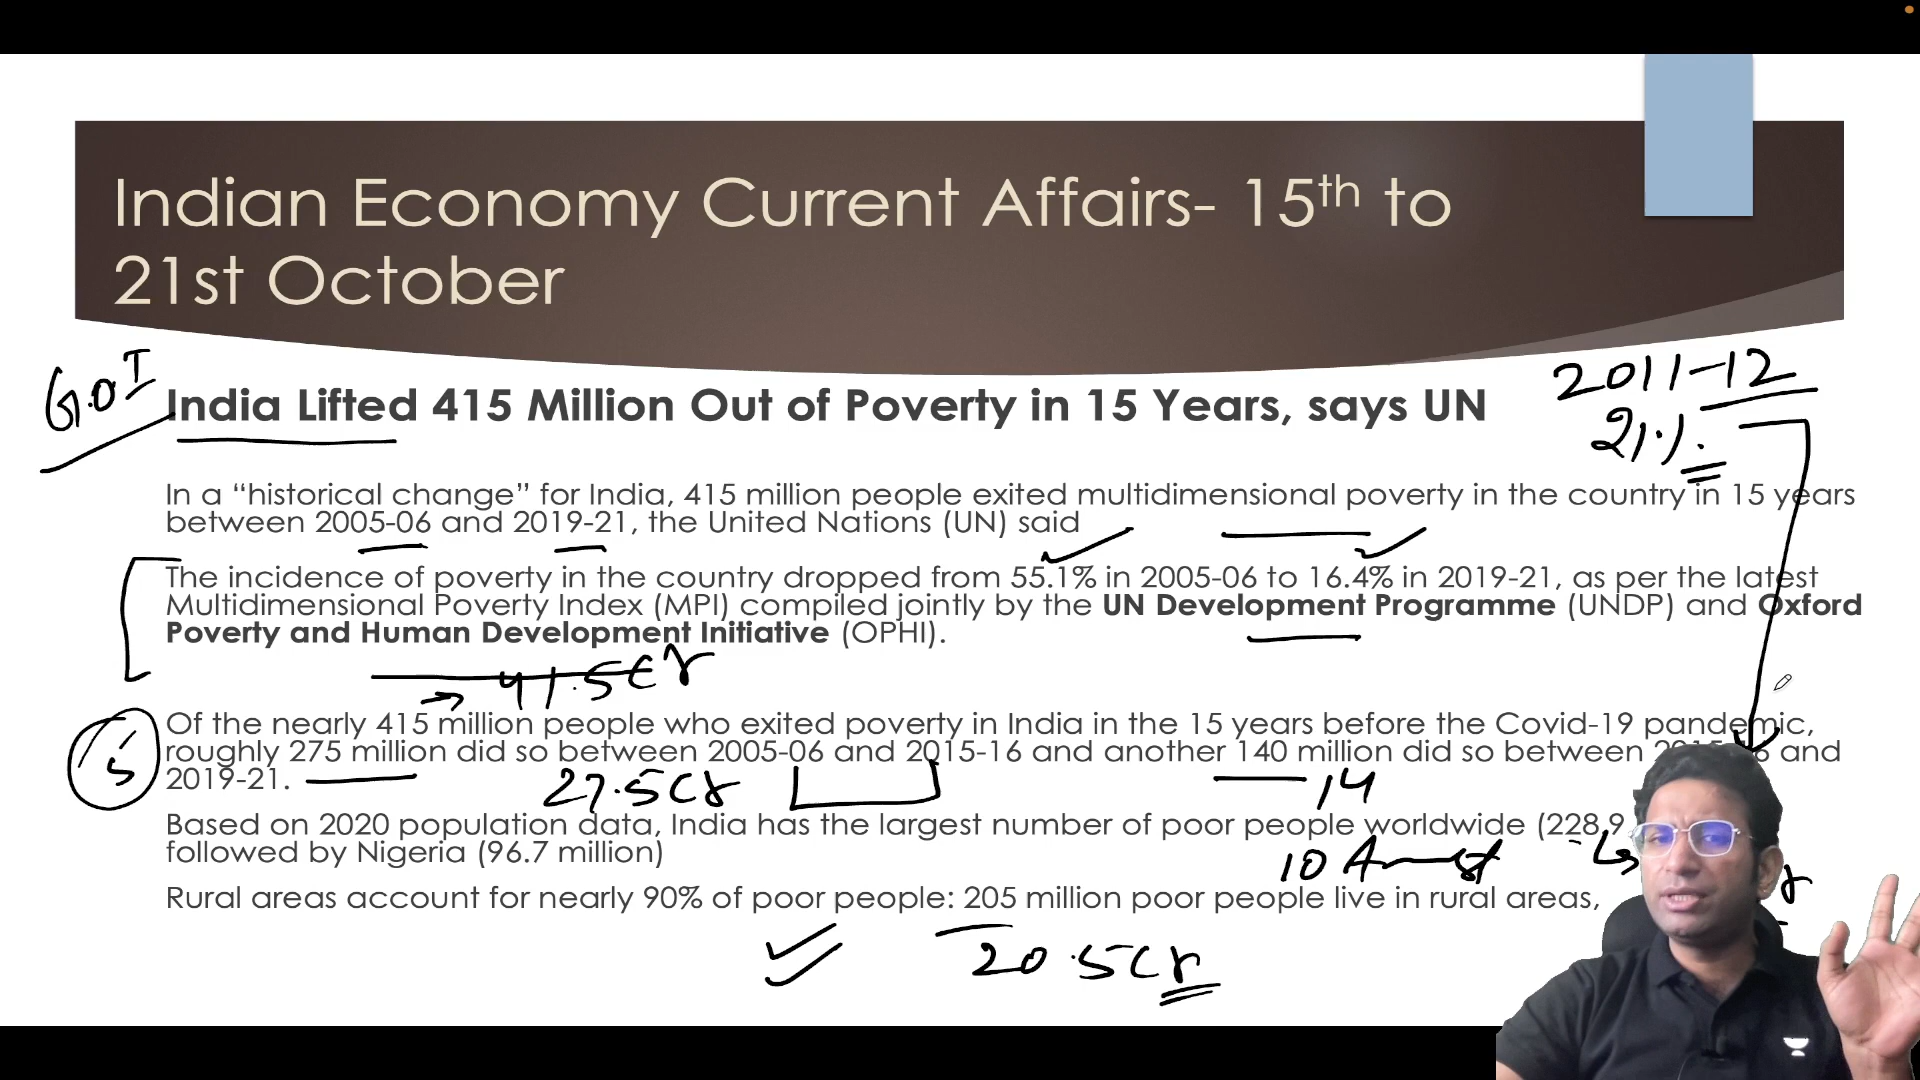 Indian Economy Current Affairs- 15th to
21st October
G.O.I
2011-12
India Lifted 415 Million Out of Poverty in 15 Years, says UN
21.1.
In a “historical change” for India, 415 million people exited multidimensional poverty in the country in 15 years
between 2005-06 and 2019-21, the United Nations (UN) said
The incidence of poverty in the country dropped from 55.1% in 2005-06 to 16.4% in 2019-21, as per the latest
Multidimensional Poverty Index (MPI) compiled jointly by the UN Development Programme (UNDP) and Oxford
Poverty and Human Development Initiative (OPHI).
41.5Cr
Of the nearly 415 million people who exited poverty in India in the 15 years before the Covid-19 pandemic,
roughly 275 million did so between 2005-06 and 2015-16 and another 140 million did so between and
2019-21.
27.5Cr
14
Based on 2020 population data, India has the largest number of poor people worldwide (228.9
followed by Nigeria (96.7 million)
Rural areas account for nearly 90% of poor people: 205 million poor people live in rural areas,
20.5Cr